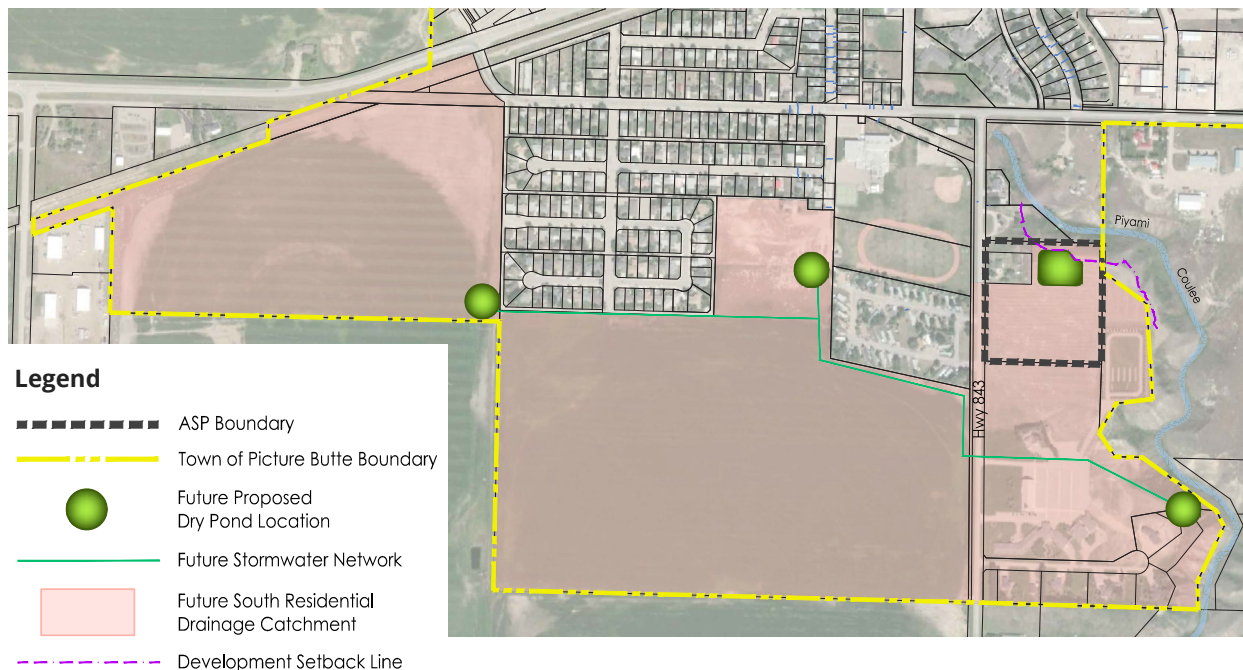 Piyami
Coulee
Hwy 843
Legend
ASP Boundary
Town of Picture Butte Boundary
Future Proposed
Dry Pond Location
Future Stormwater Network
Future South Residential
Drainage Catchment
Development Setback Line